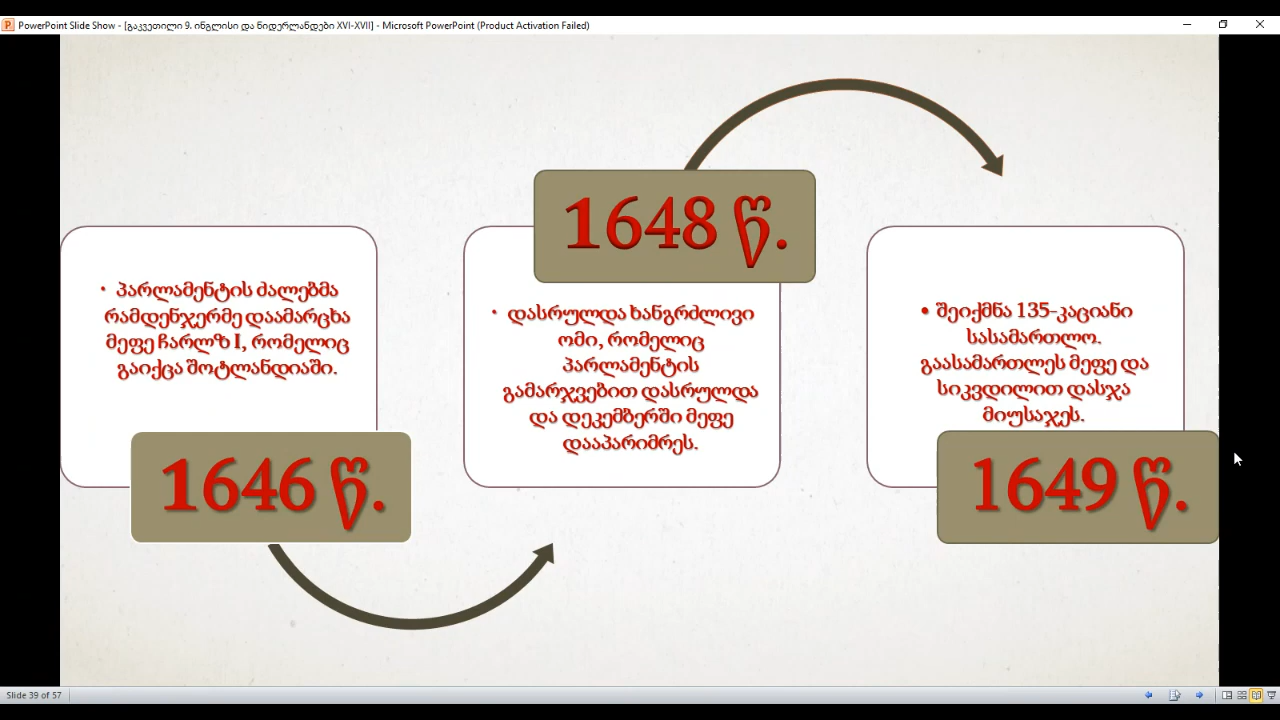 PowerPoint Slide Show - [გაკვეთილი 9. ინგლისი და ნიდერლანდები XVI-XVII] - Microsoft PowerPoint (Product Activation Failed)
• პარლამენტის ძალებმა
რამდენჯერმე დაამარცხა
მეფე ჩარლზ I, რომელიც
გაიქცა შოტლანდიაში.
1646 წ.
1648 წ.
• დასრულდა ხანგრძლივი
ომი, რომელიც
პარლამენტის
გამარჯვებით დასრულდა
და დეკემბერში მეფე
დააპარიმრეს.
• შეიქმნა 135-კაციანი
სასამართლო.
გაასამართლეს მეფე და
სიკვდილით დასჯა
მიუსაჯეს.
1649 წ.
Slide 39 of 57